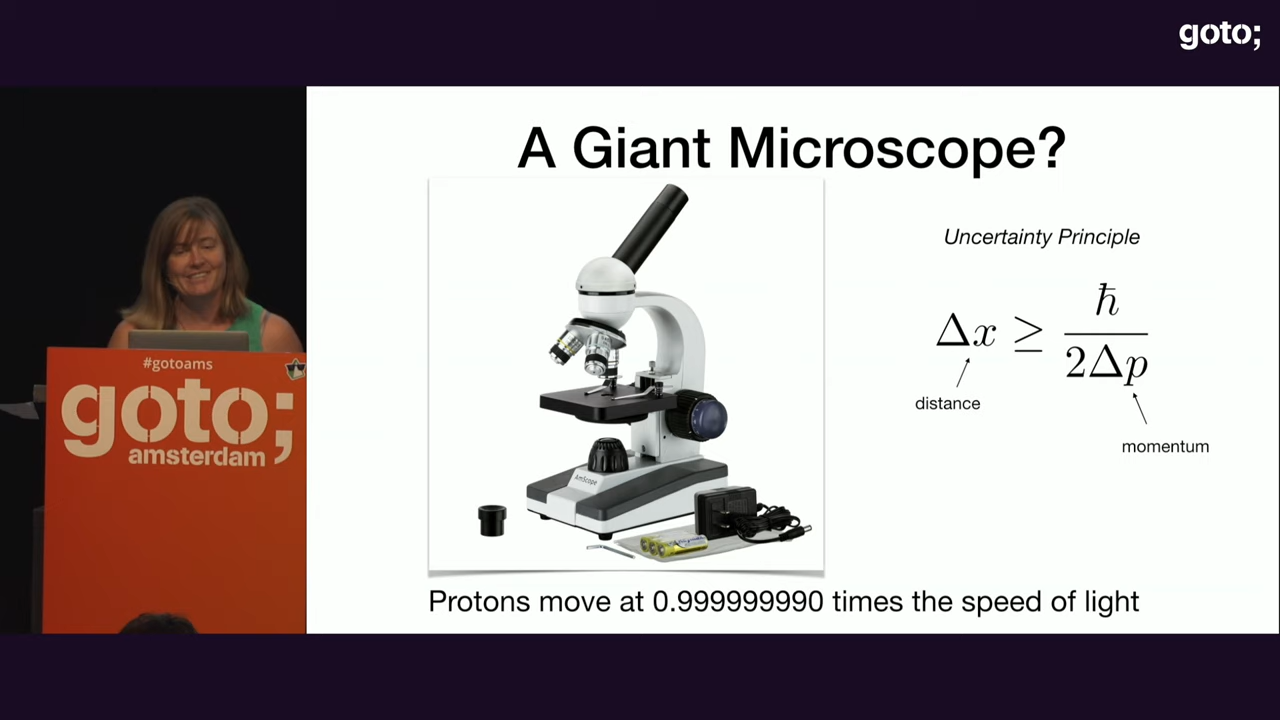 goto;
A Giant Microscope?
Uncertainty Principle
Δx ≥ ħ / 2Δp
distance
momentum
AmScope
#gotoams
goto;
amsterdam
Protons move at 0.999999990 times the speed of light